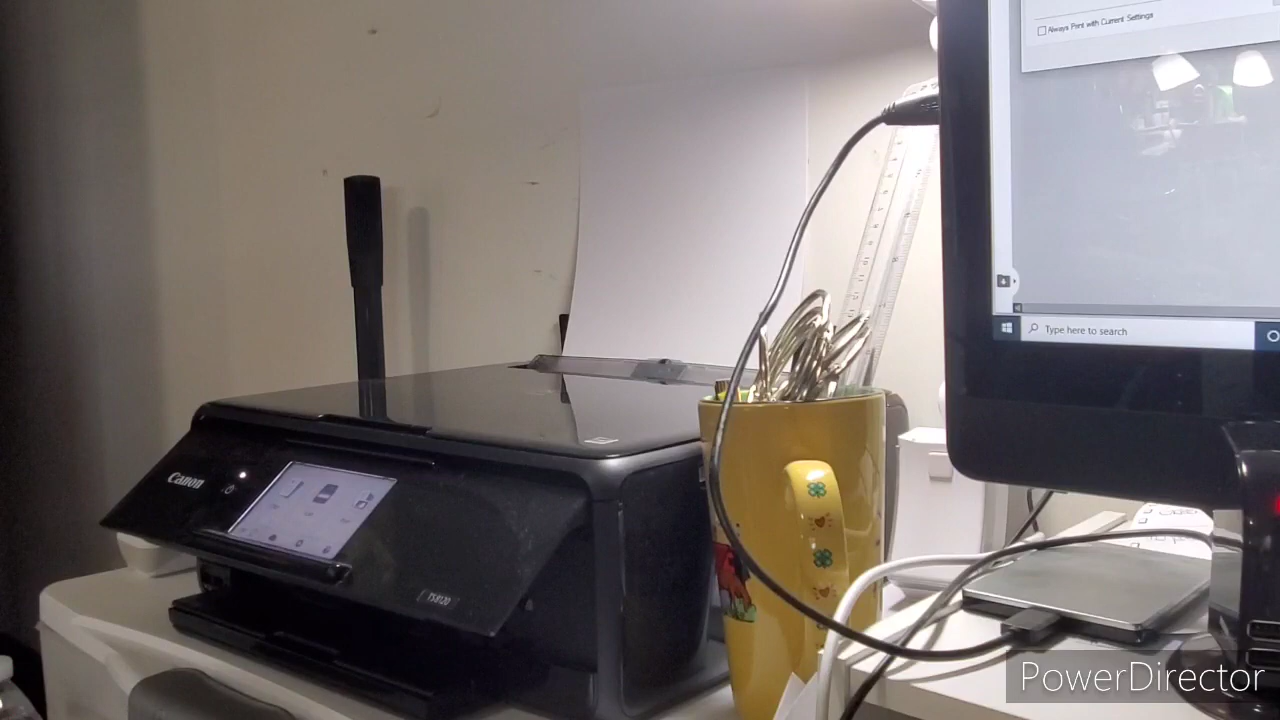 Always Print with Current Settings
Type here to search
Canon
TS8120
PowerDirector